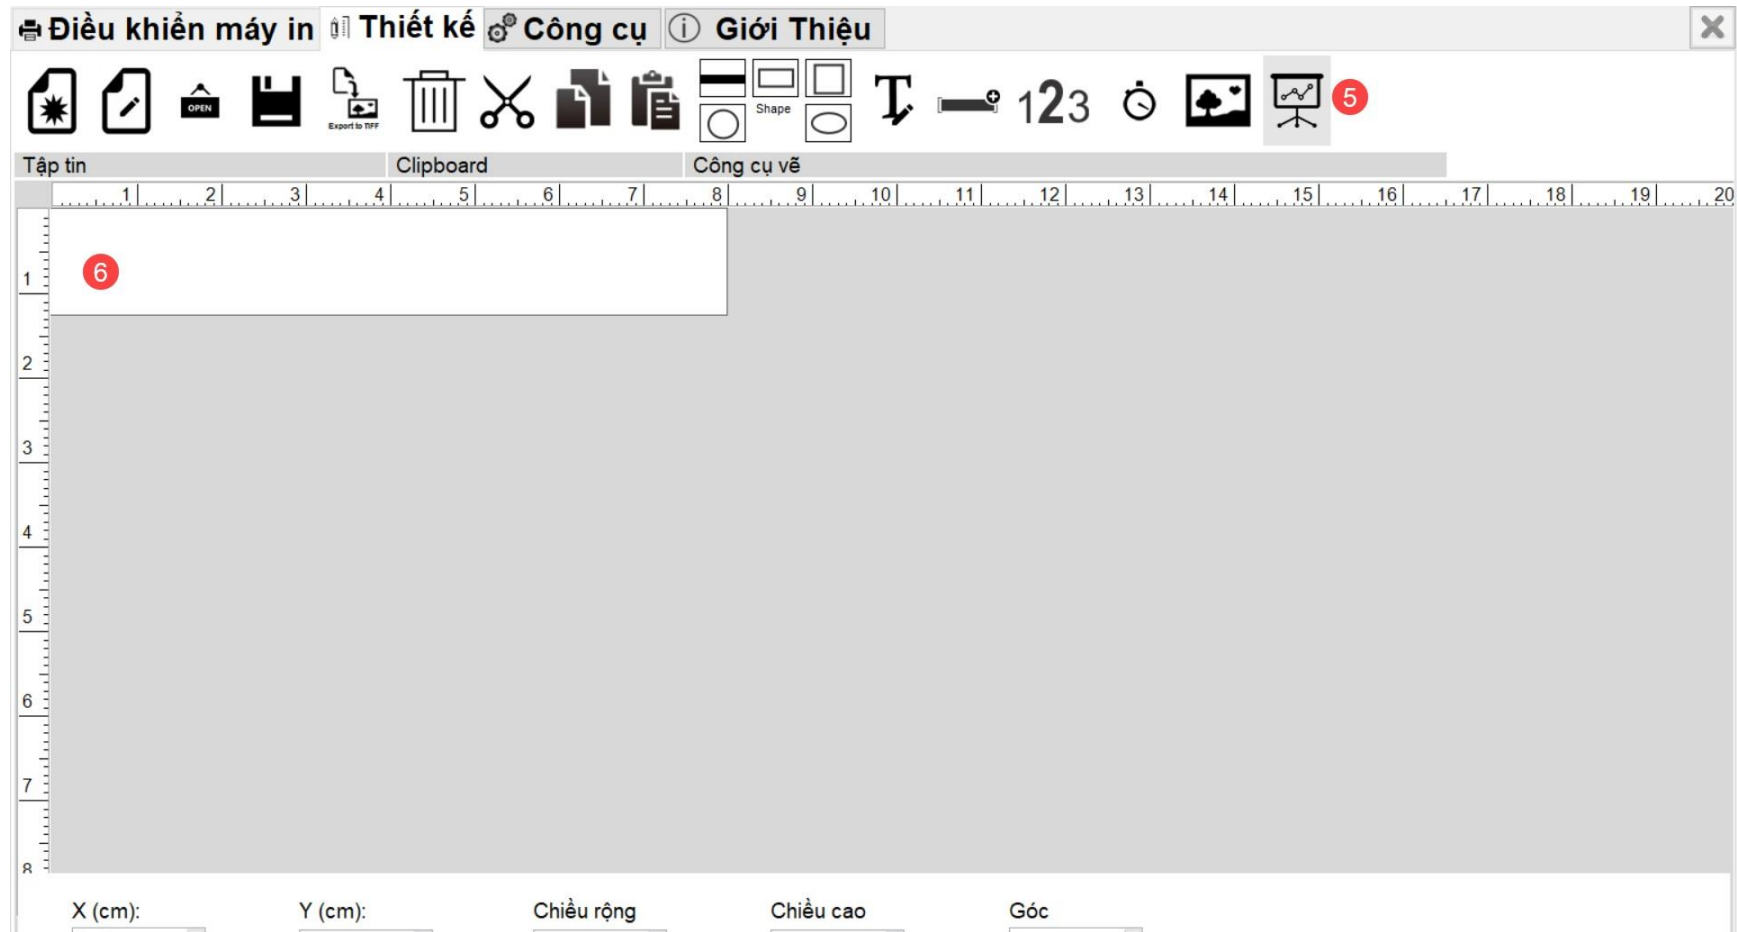 Điều khiển máy in Thiết kế Công cụ Giới Thiệu
OPEN
Export to TIFF
Shape
123
5
Tập tin Clipboard Công cụ vẽ
1 2 3 4 5 6 7 8 9 10 11 12 13 14 15 16 17 18 19 20
6
1
2
3
4
5
6
7
8
X (cm): Y (cm): Chiều rộng Chiều cao Góc